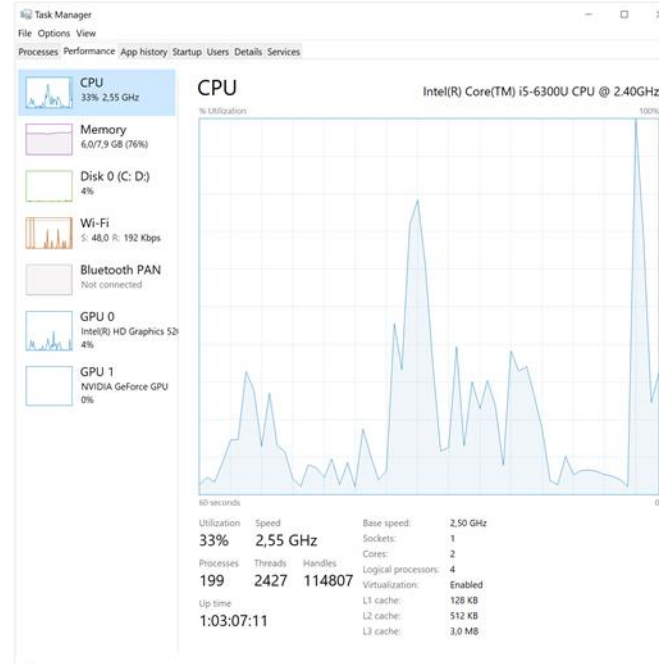 Task Manager
File Options View
Processes Performance App history Startup Users Details Services
CPU
33% 2,55 GHz
Memory
6,0/7,9 GB (76%)
Disk 0 (C: D:)
4%
Wi-Fi
S: 48,0 R: 192 Kbps
Bluetooth PAN
Not connected
GPU 0
Intel(R) HD Graphics 520
4%
GPU 1
NVIDIA GeForce GPU
0%
CPU
Intel(R) Core(TM) i5-6300U CPU @ 2.40GHz
% Utilization
100%
60 seconds
0
Utilization
33%
Speed
2,55 GHz
Processes
199
Threads
2427
Handles
114807
Up time
1:03:07:11
Base speed: 2,50 GHz
Sockets: 1
Cores: 2
Logical processors: 4
Virtualization: Enabled
L1 cache: 128 KB
L2 cache: 512 KB
L3 cache: 3,0 MB